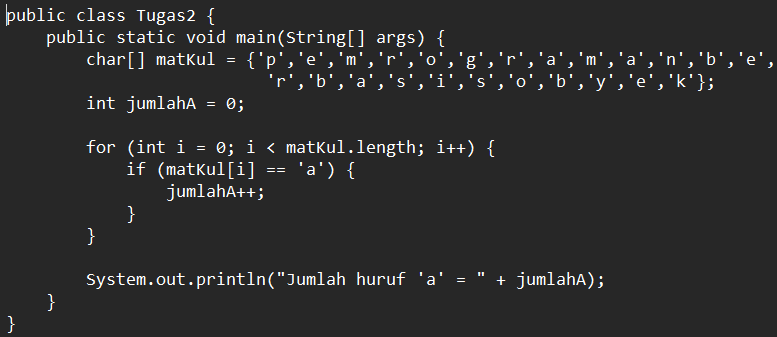 public class Tugas2 {
    public static void main(String[] args) {
        char[] matKul = {'p','e','m','r','o','g','r','a','m','a','n','b','e',
                         'r','b','a','s','i','s','o','b','y','e','k'};
        int jumlahA = 0;

        for (int i = 0; i < matKul.length; i++) {
            if (matKul[i] == 'a') {
                jumlahA++;
            }
        }

        System.out.println("Jumlah huruf 'a' = " + jumlahA);
    }
}